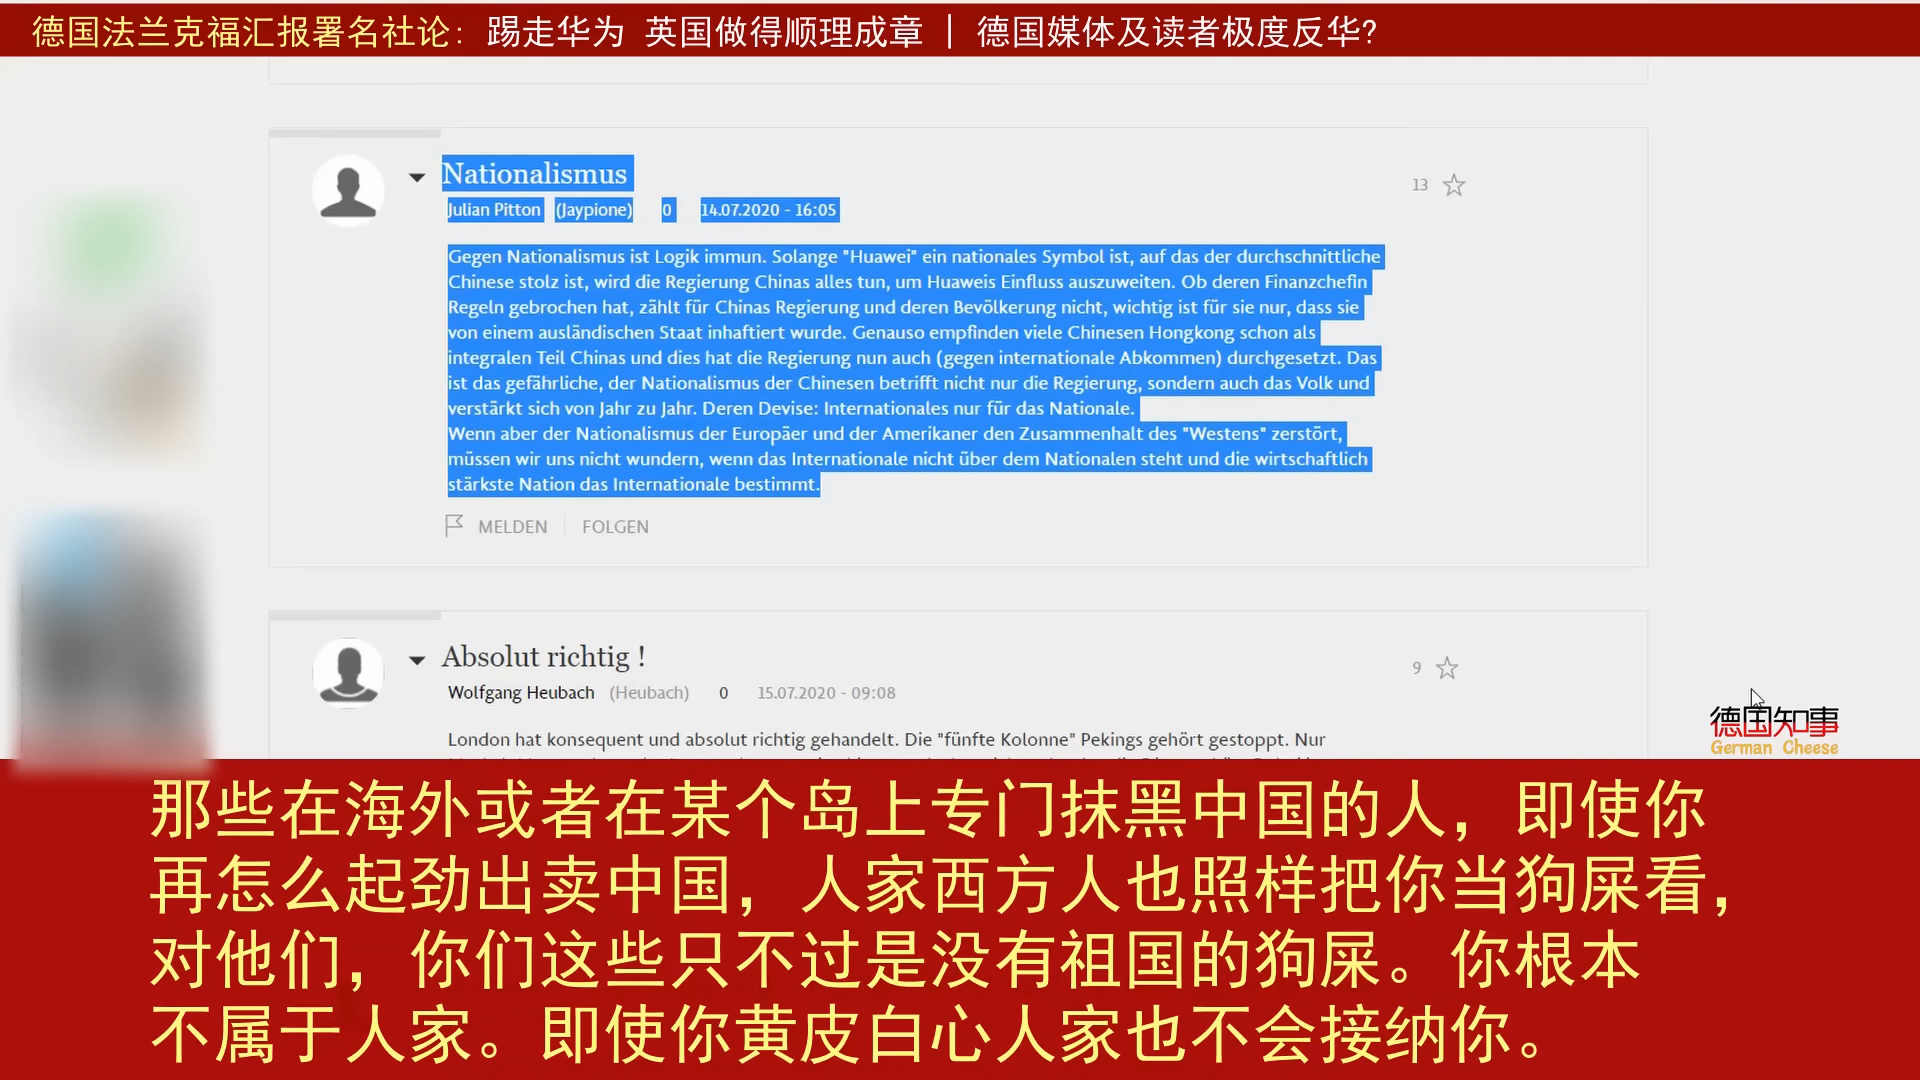 德国法兰克福汇报署名社论：踢走华为 英国做得顺理成章 | 德国媒体及读者极度反华？
Nationalismus
13
Julian Pitton (Jaypione) 0 14.07.2020 - 16:05
Gegen Nationalismus ist Logik immun. Solange "Huawei" ein nationales Symbol ist, auf das der durchschnittliche
Chinese stolz ist, wird die Regierung Chinas alles tun, um Huaweis Einfluss auszuweiten. Ob deren Finanzchefin
Regeln gebrochen hat, zählt für Chinas Regierung und deren Bevölkerung nicht, wichtig ist für sie nur, dass sie
von einem ausländischen Staat inhaftiert wurde. Genauso empfinden viele Chinesen Hongkong schon als
integralen Teil Chinas und dies hat die Regierung nun auch (gegen internationale Abkommen) durchgesetzt. Das
ist das gefährliche, der Nationalismus der Chinesen betrifft nicht nur die Regierung, sondern auch das Volk und
verstärkt sich von Jahr zu Jahr. Deren Devise: Internationales nur für das Nationale.
Wenn aber der Nationalismus der Europäer und der Amerikaner den Zusammenhalt des "Westens" zerstört,
müssen wir uns nicht wundern, wenn das Internationale nicht über dem Nationalen steht und die wirtschaftlich
stärkste Nation das Internationale bestimmt.
MELDEN FOLGEN
Absolut richtig !
9
Wolfgang Heubach (Heubach) 0 15.07.2020 - 09:08
London hat konsequent und absolut richtig gehandelt. Die "fünfte Kolonne" Pekings gehört gestoppt. Nur
德国知事
German Cheese
那些在海外或者在某个岛上专门抹黑中国的人，即使你
再怎么起劲出卖中国，人家西方人也照样把你当狗屎看，
对他们，你们这些只不过是没有祖国的狗屎。你根本
不属于人家。即使你黄皮白心人家也不会接纳你。